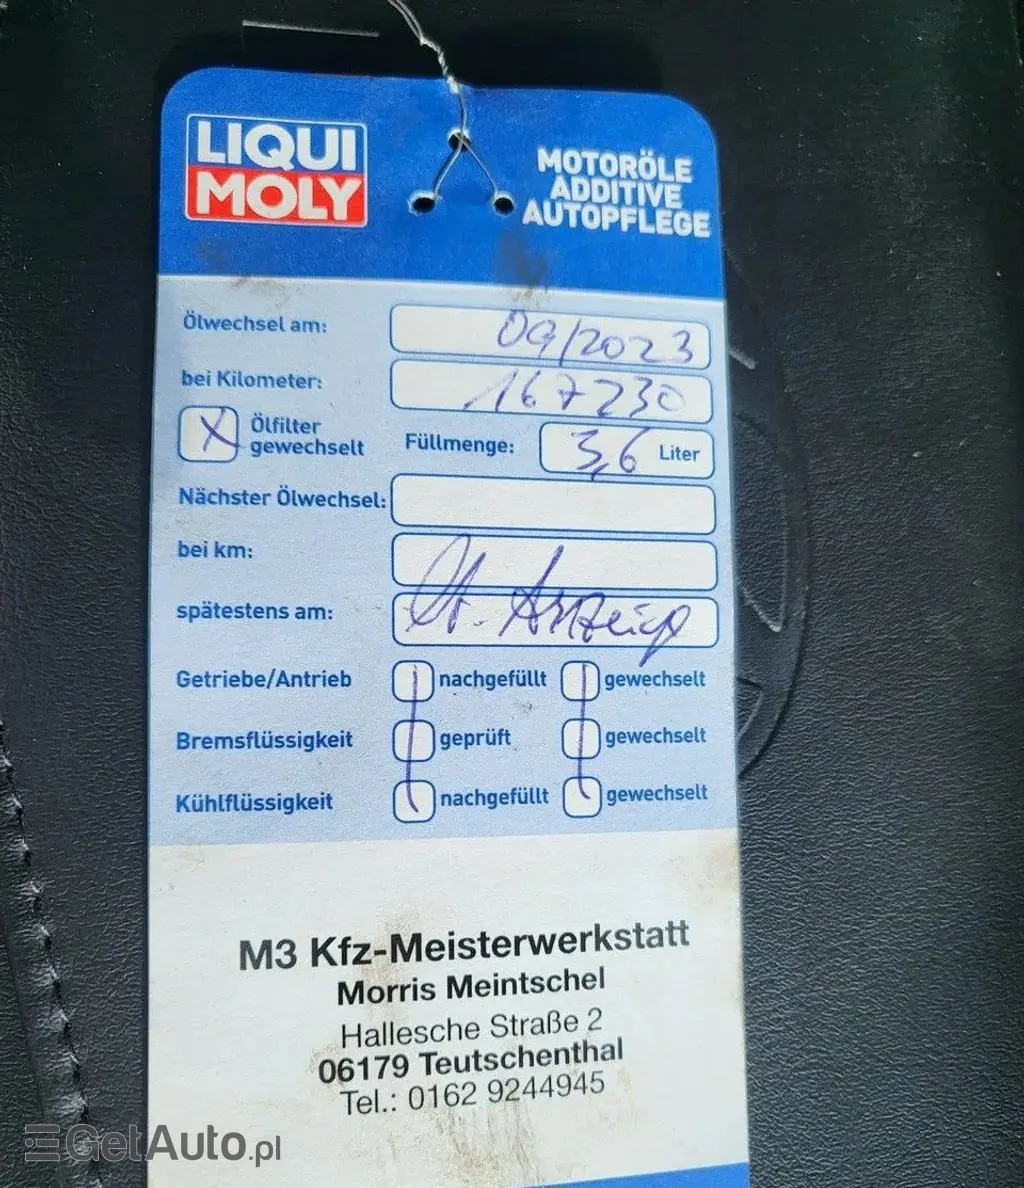 LIQUI
MOLY
MOTORÖLE
ADDITIVE
AUTOPFLEGE
Ölwechsel am: 09/2023
bei Kilometer: 167230
X Ölfilter
gewechselt
Füllmenge: 3,6 Liter
Nächster Ölwechsel:
bei km:
spätestens am: lt. Anzeige
Getriebe/Antrieb nachgefüllt gewechselt
Bremsflüssigkeit geprüft gewechselt
Kühlflüssigkeit nachgefüllt gewechselt
M3 Kfz-Meisterwerkstatt
Morris Meintschel
Hallesche Straße 2
06179 Teutschenthal
Tel.: 0162 9244945
GetAuto.pl